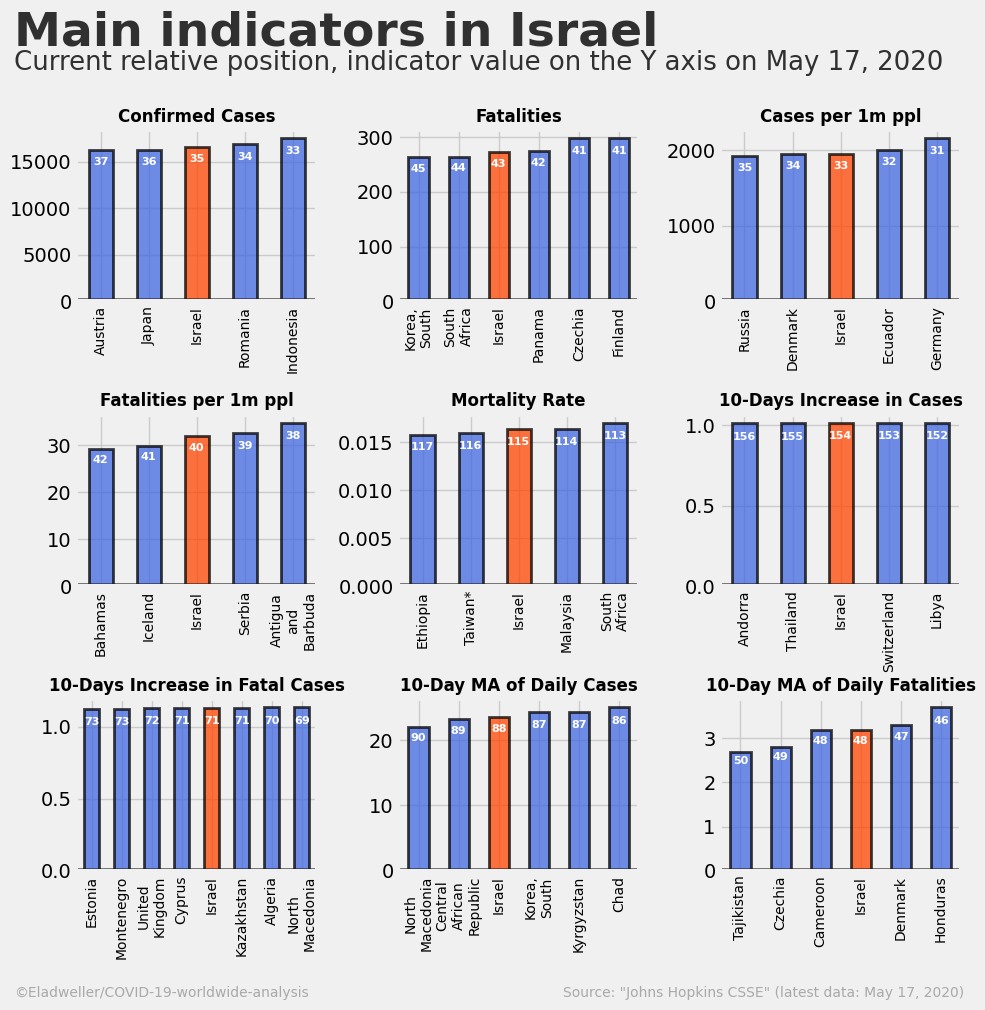 Main indicators in Israel
Current relative position, indicator value on the Y axis on May 17, 2020
Confirmed Cases
15000
10000
5000
0
37
36
35
34
33
Austria
Japan
Israel
Romania
Indonesia
Fatalities
300
200
100
0
45
44
43
42
41
41
Korea,
South
South
Africa
Israel
Panama
Czechia
Finland
Cases per 1m ppl
2000
1000
0
35
34
33
32
31
Russia
Denmark
Israel
Ecuador
Germany
Fatalities per 1m ppl
30
20
10
0
42
41
40
39
38
Bahamas
Iceland
Israel
Serbia
Antigua
and
Barbuda
Mortality Rate
0.015
0.010
0.005
0.000
117
116
115
114
113
Ethiopia
Taiwan*
Israel
Malaysia
South
Africa
10-Days Increase in Cases
1.0
0.5
0.0
156
155
154
153
152
Andorra
Thailand
Israel
Switzerland
Libya
10-Days Increase in Fatal Cases
1.0
0.5
0.0
73
73
72
71
71
71
70
69
Estonia
Montenegro
United
Kingdom
Cyprus
Israel
Kazakhstan
Algeria
North
Macedonia
10-Day MA of Daily Cases
20
10
0
90
89
88
87
87
86
North
Macedonia
Central
African
Republic
Israel
Korea,
South
Kyrgyzstan
Chad
10-Day MA of Daily Fatalities
3
2
1
0
50
49
48
48
47
46
Tajikistan
Czechia
Cameroon
Israel
Denmark
Honduras
©Eladweller/COVID-19-worldwide-analysis
Source: "Johns Hopkins CSSE" (latest data: May 17, 2020)